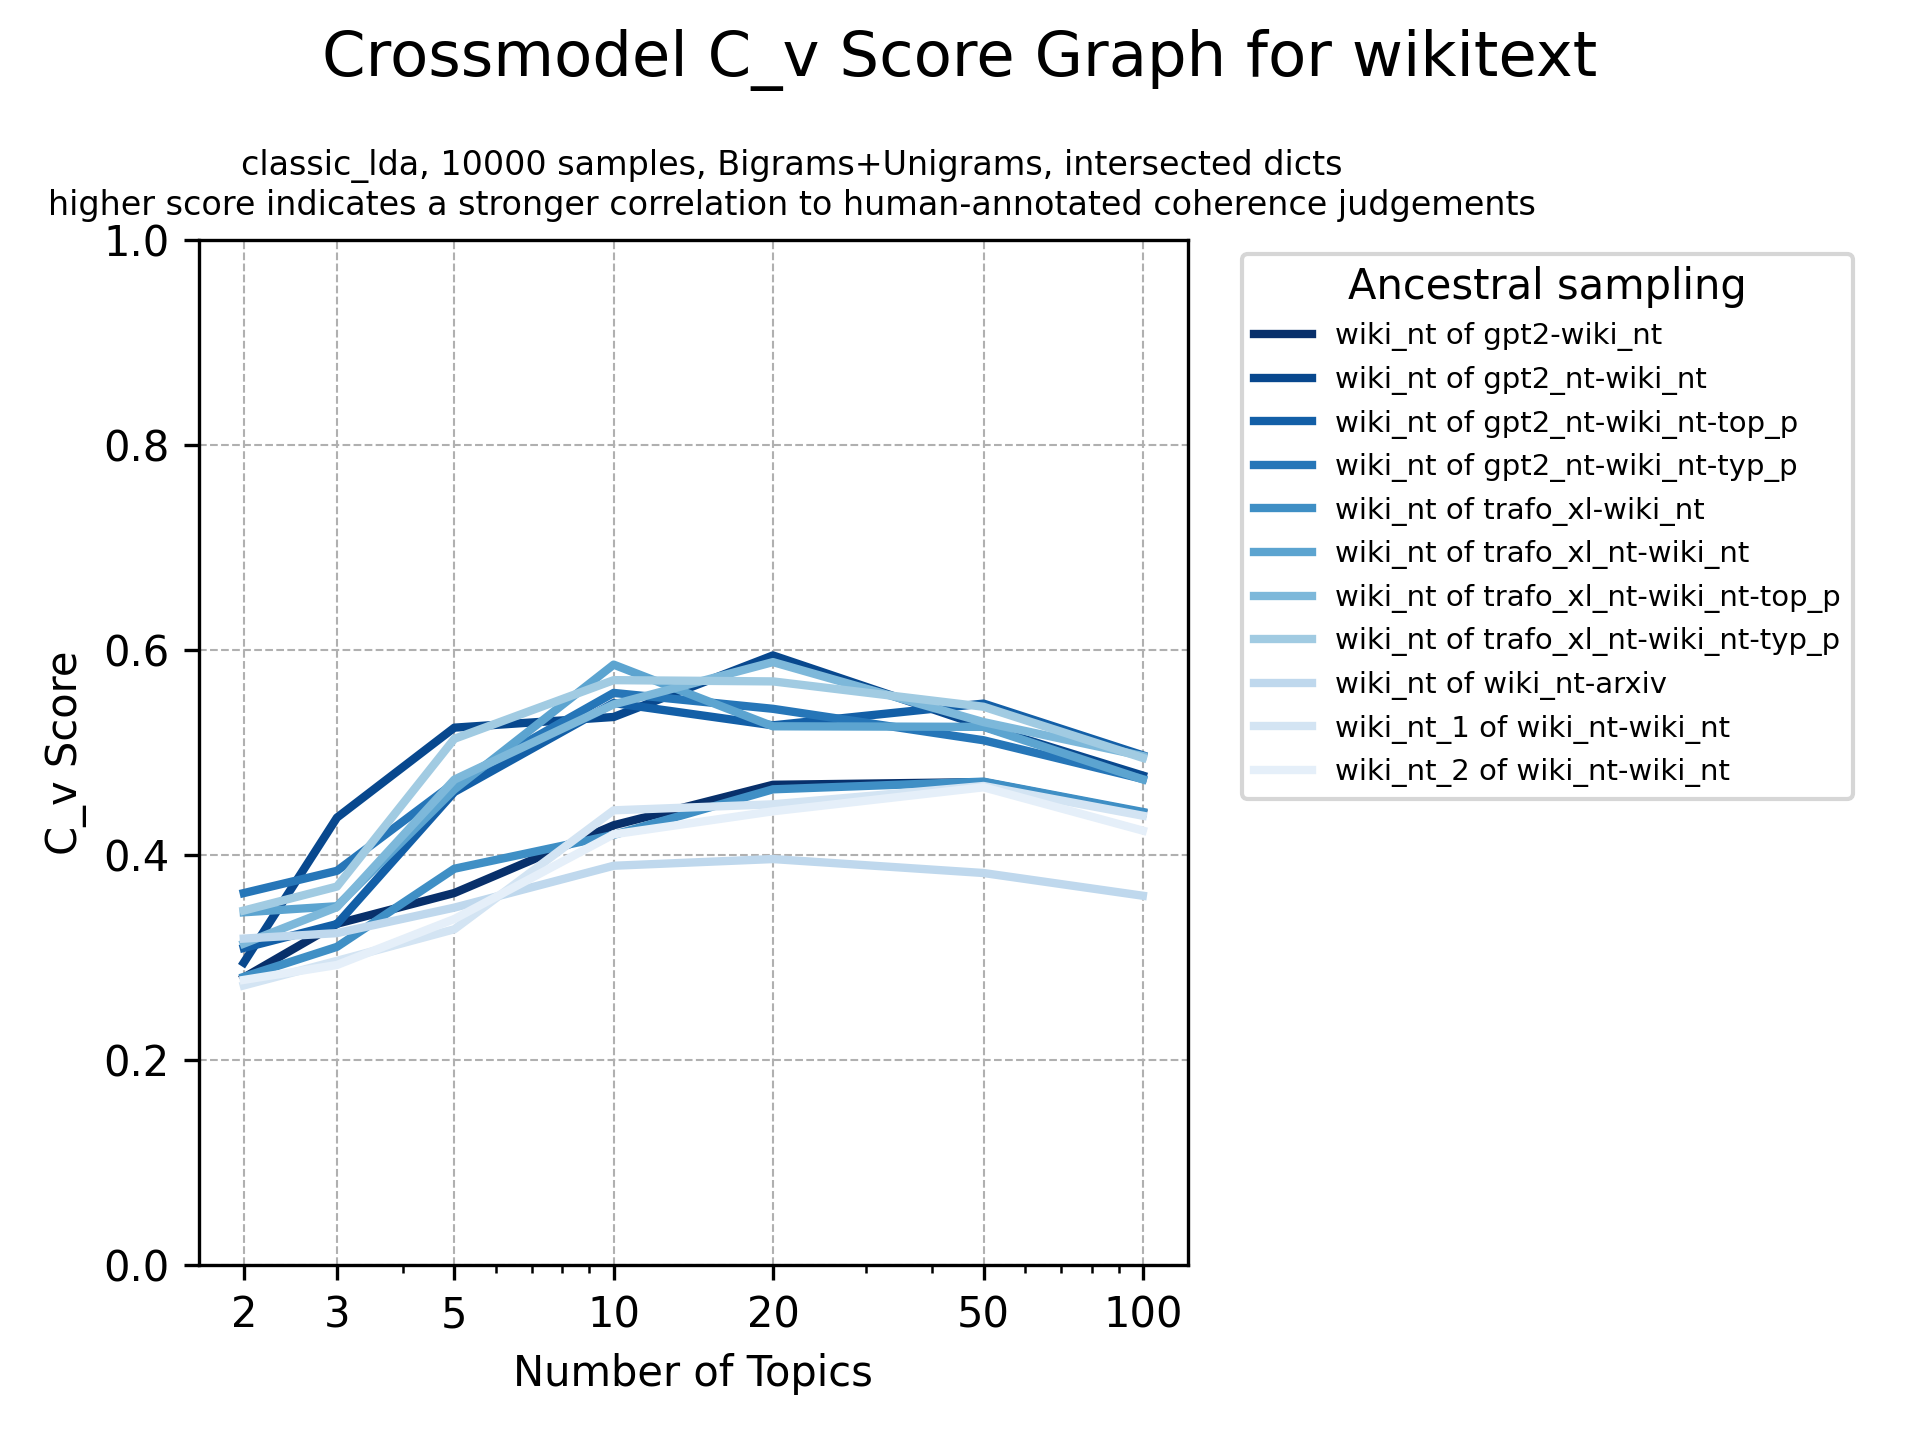 Crossmodel C_v Score Graph for wikitext
classic_lda, 10000 samples, Bigrams+Unigrams, intersected dicts
higher score indicates a stronger correlation to human-annotated coherence judgements
1.0
0.8
0.6
0.4
0.2
0.0
C_v Score
2 3 5 10 20 50 100
Number of Topics
Ancestral sampling
wiki_nt of gpt2-wiki_nt
wiki_nt of gpt2_nt-wiki_nt
wiki_nt of gpt2_nt-wiki_nt-top_p
wiki_nt of gpt2_nt-wiki_nt-typ_p
wiki_nt of trafo_xl-wiki_nt
wiki_nt of trafo_xl_nt-wiki_nt
wiki_nt of trafo_xl_nt-wiki_nt-top_p
wiki_nt of trafo_xl_nt-wiki_nt-typ_p
wiki_nt of wiki_nt-arxiv
wiki_nt_1 of wiki_nt-wiki_nt
wiki_nt_2 of wiki_nt-wiki_nt